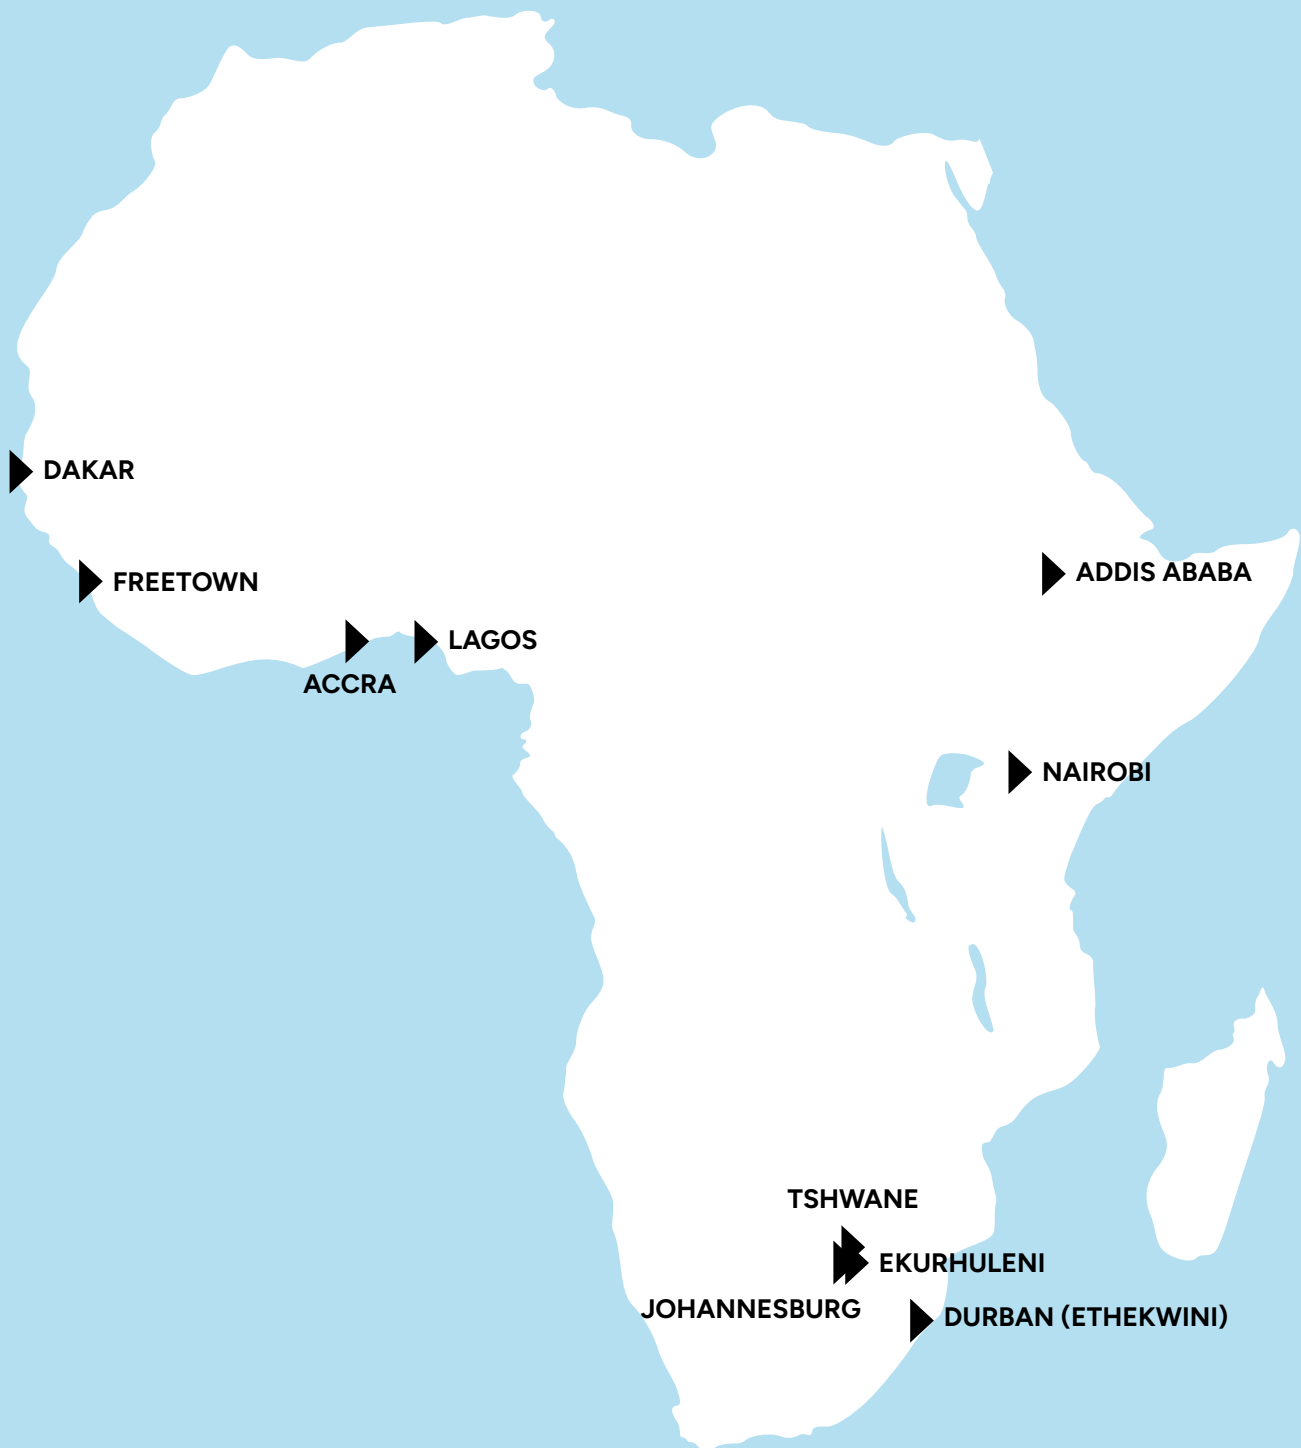 DAKAR
ADDIS ABABA
FREETOWN
LAGOS
ACCRA
NAIROBI
TSHWANE
EKURHULENI
JOHANNESBURG
DURBAN (ETHEKWINI)